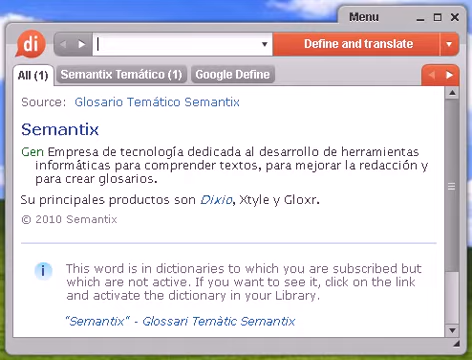 Menu
di
Define and translate
All (1)
Semantix Temático (1)
Google Define
Source: Glosario Temático Semantix
Semantix
Gen Empresa de tecnología dedicada al desarrollo de herramientas
informáticas para comprender textos, para mejorar la redacción y
para crear glosarios.
Su principales producto son Dixio, Xtyle y Gloxr.
© 2010 Semantix
i
This word is in dictionaries to which you are subscribed but
which are not active. If you want to see it, click on the link
and activate the dictionary in your Library.
"Semantix" - Glossari Temàtic Semantix